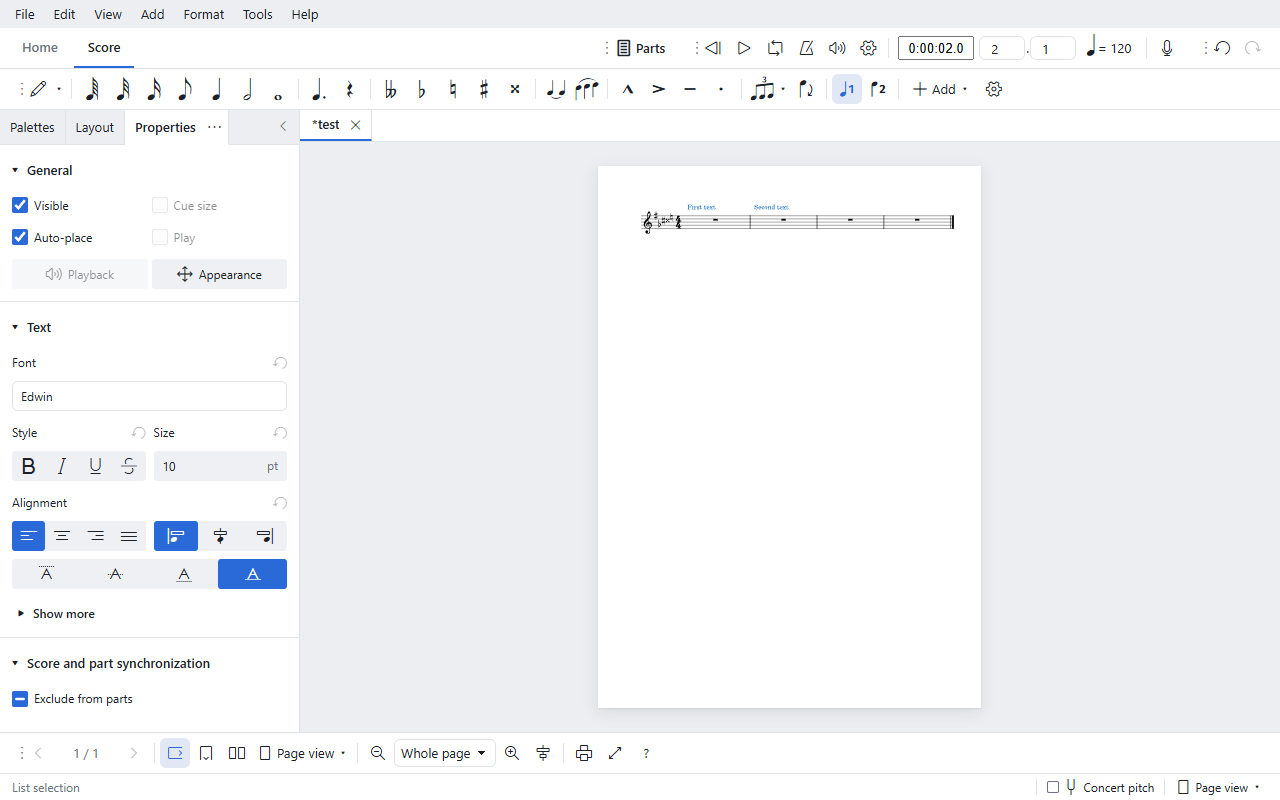 File Edit View Add Format Tools Help
Home Score Parts 0:00:02.0 2 . 1 = 120
3 1 2 Add
Palettes Layout Properties ··· *test
General
Visible Cue size
Auto-place Play
Playback Appearance
Text
Font
Edwin
Style Size
B I U S 10 pt
Alignment
A A A A
Show more
Score and part synchronization
Exclude from parts
First text Second text
1 / 1 Page view Whole page ?
List selection Concert pitch Page view